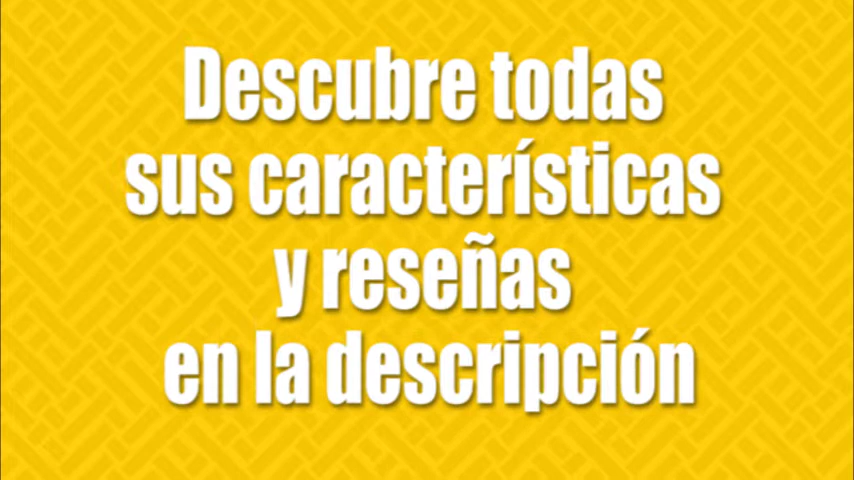 Descubre todas
sus características
y reseñas
en la descripción